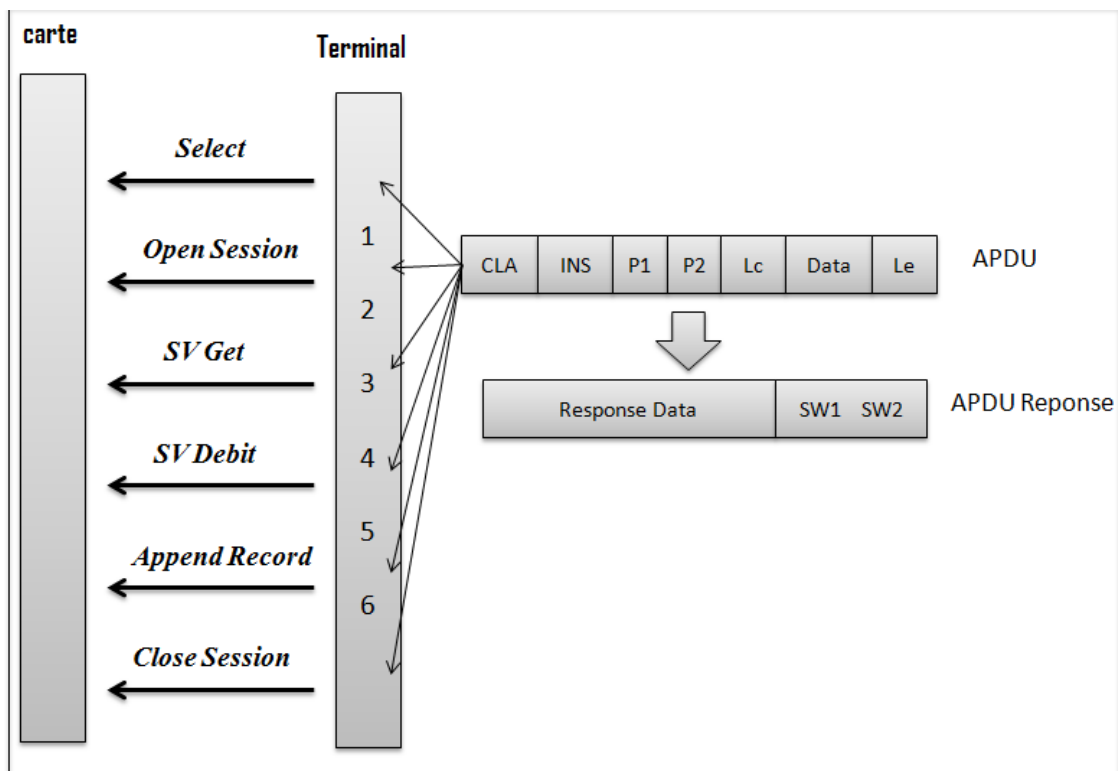 carte
Terminal
Select
Open Session
SV Get
SV Debit
Append Record
Close Session
1
2
3
4
5
6
CLA INS P1 P2 Lc Data Le
APDU
Response Data SW1 SW2
APDU Reponse